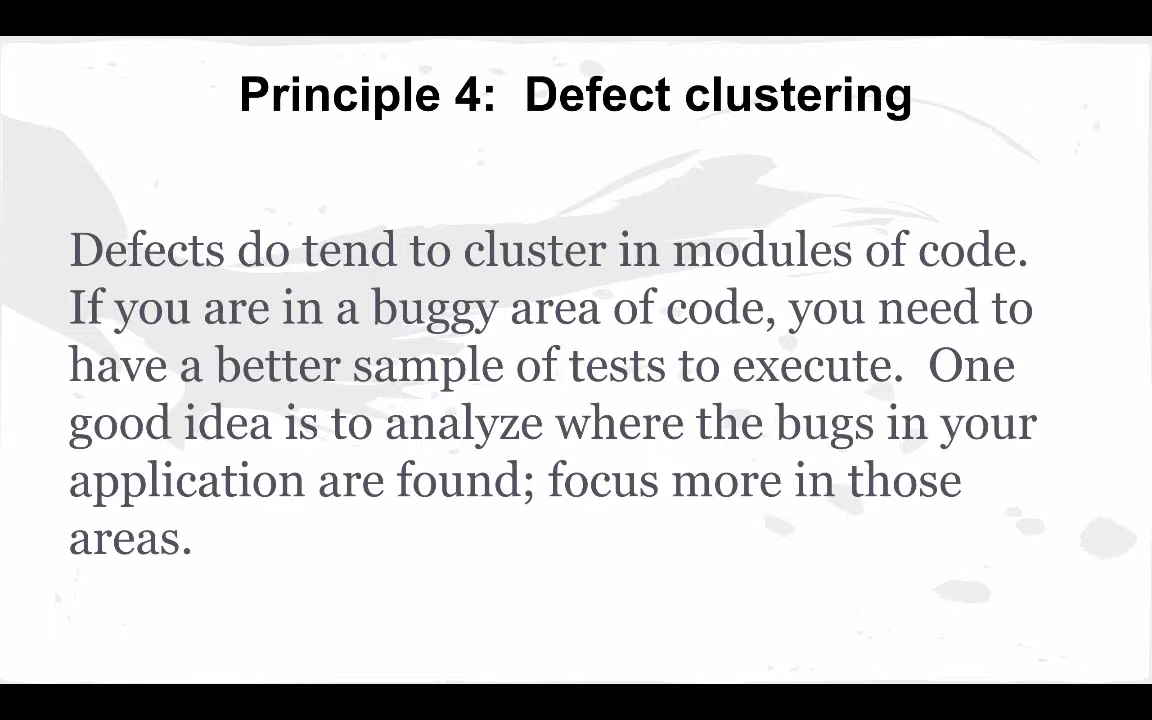 Principle 4:  Defect clustering
Defects do tend to cluster in modules of code.
If you are in a buggy area of code, you need to
have a better sample of tests to execute.  One
good idea is to analyze where the bugs in your
application are found; focus more in those
areas.